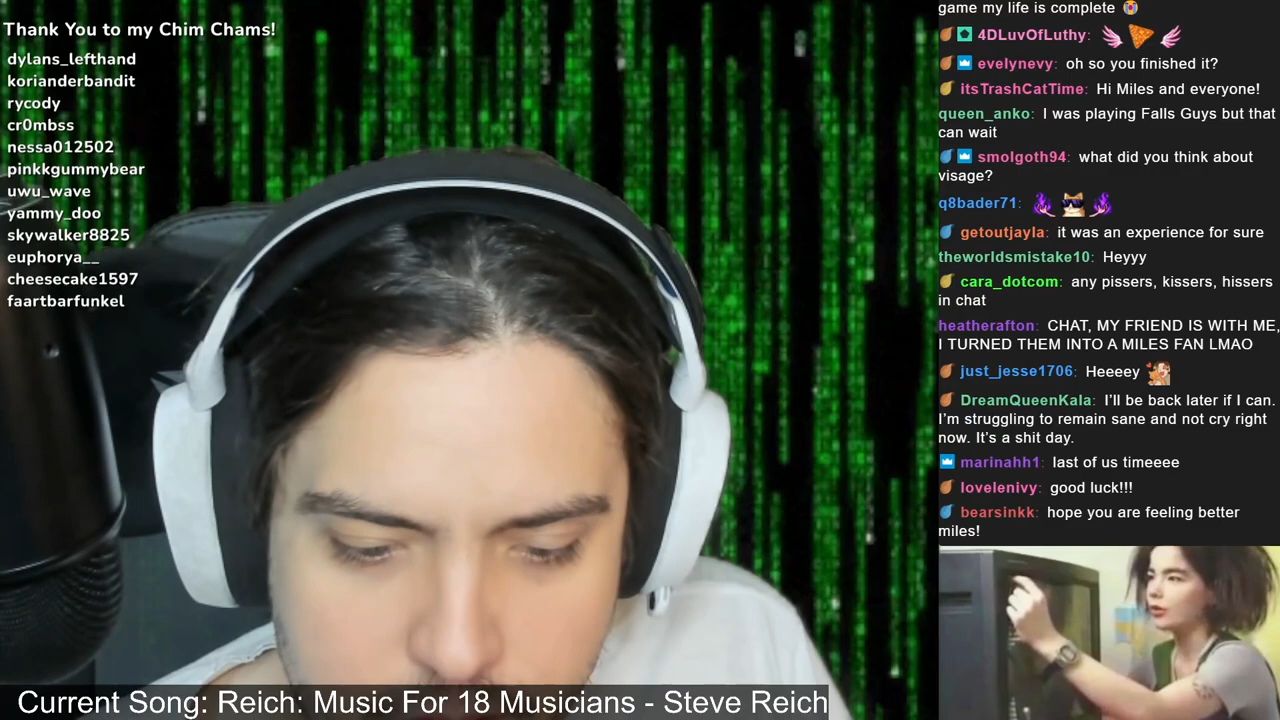 Thank You to my Chim Chams!
dylans_lefthand
korianderbandit
rycody
cr0mbss
nessa012502
pinkkgummybear
uwu_wave
yammy_doo
skywalker8825
euphorya__
cheesecake1597
faartbarfunkel
game my life is complete
4DLuvOfLuthy:
evelynevy: oh so you finished it?
itsTrashCatTime: Hi Miles and everyone!
queen_anko: I was playing Falls Guys but that
can wait
smolgoth94: what did you think about
visage?
q8bader71:
getoutjayla: it was an experience for sure
theworldsmistake10: Heyyy
cara_dotcom: any pissers, kissers, hissers
in chat
heatherafton: CHAT, MY FRIEND IS WITH ME,
I TURNED THEM INTO A MILES FAN LMAO
just_jesse1706: Heeeey
DreamQueenKala: I’ll be back later if I can.
I’m struggling to remain sane and not cry right
now. It’s a shit day.
marinahh1: last of us timeeee
lovelenivy: good luck!!!
bearsinkk: hope you are feeling better
miles!
Current Song: Reich: Music For 18 Musicians - Steve Reich